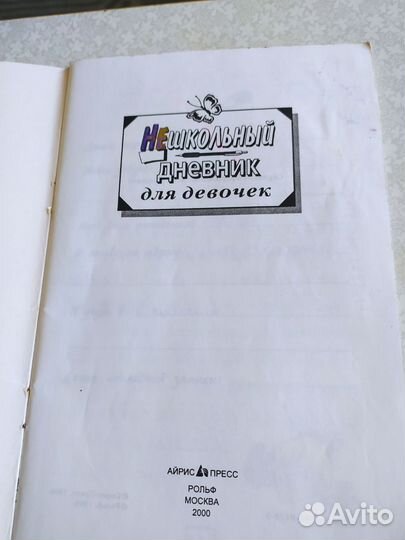 НЕШКОЛЬНЫЙ
ДНЕВНИК
для девочек
АЙРИС ПРЕСС
РОЛЬФ
МОСКВА
2000
Avito